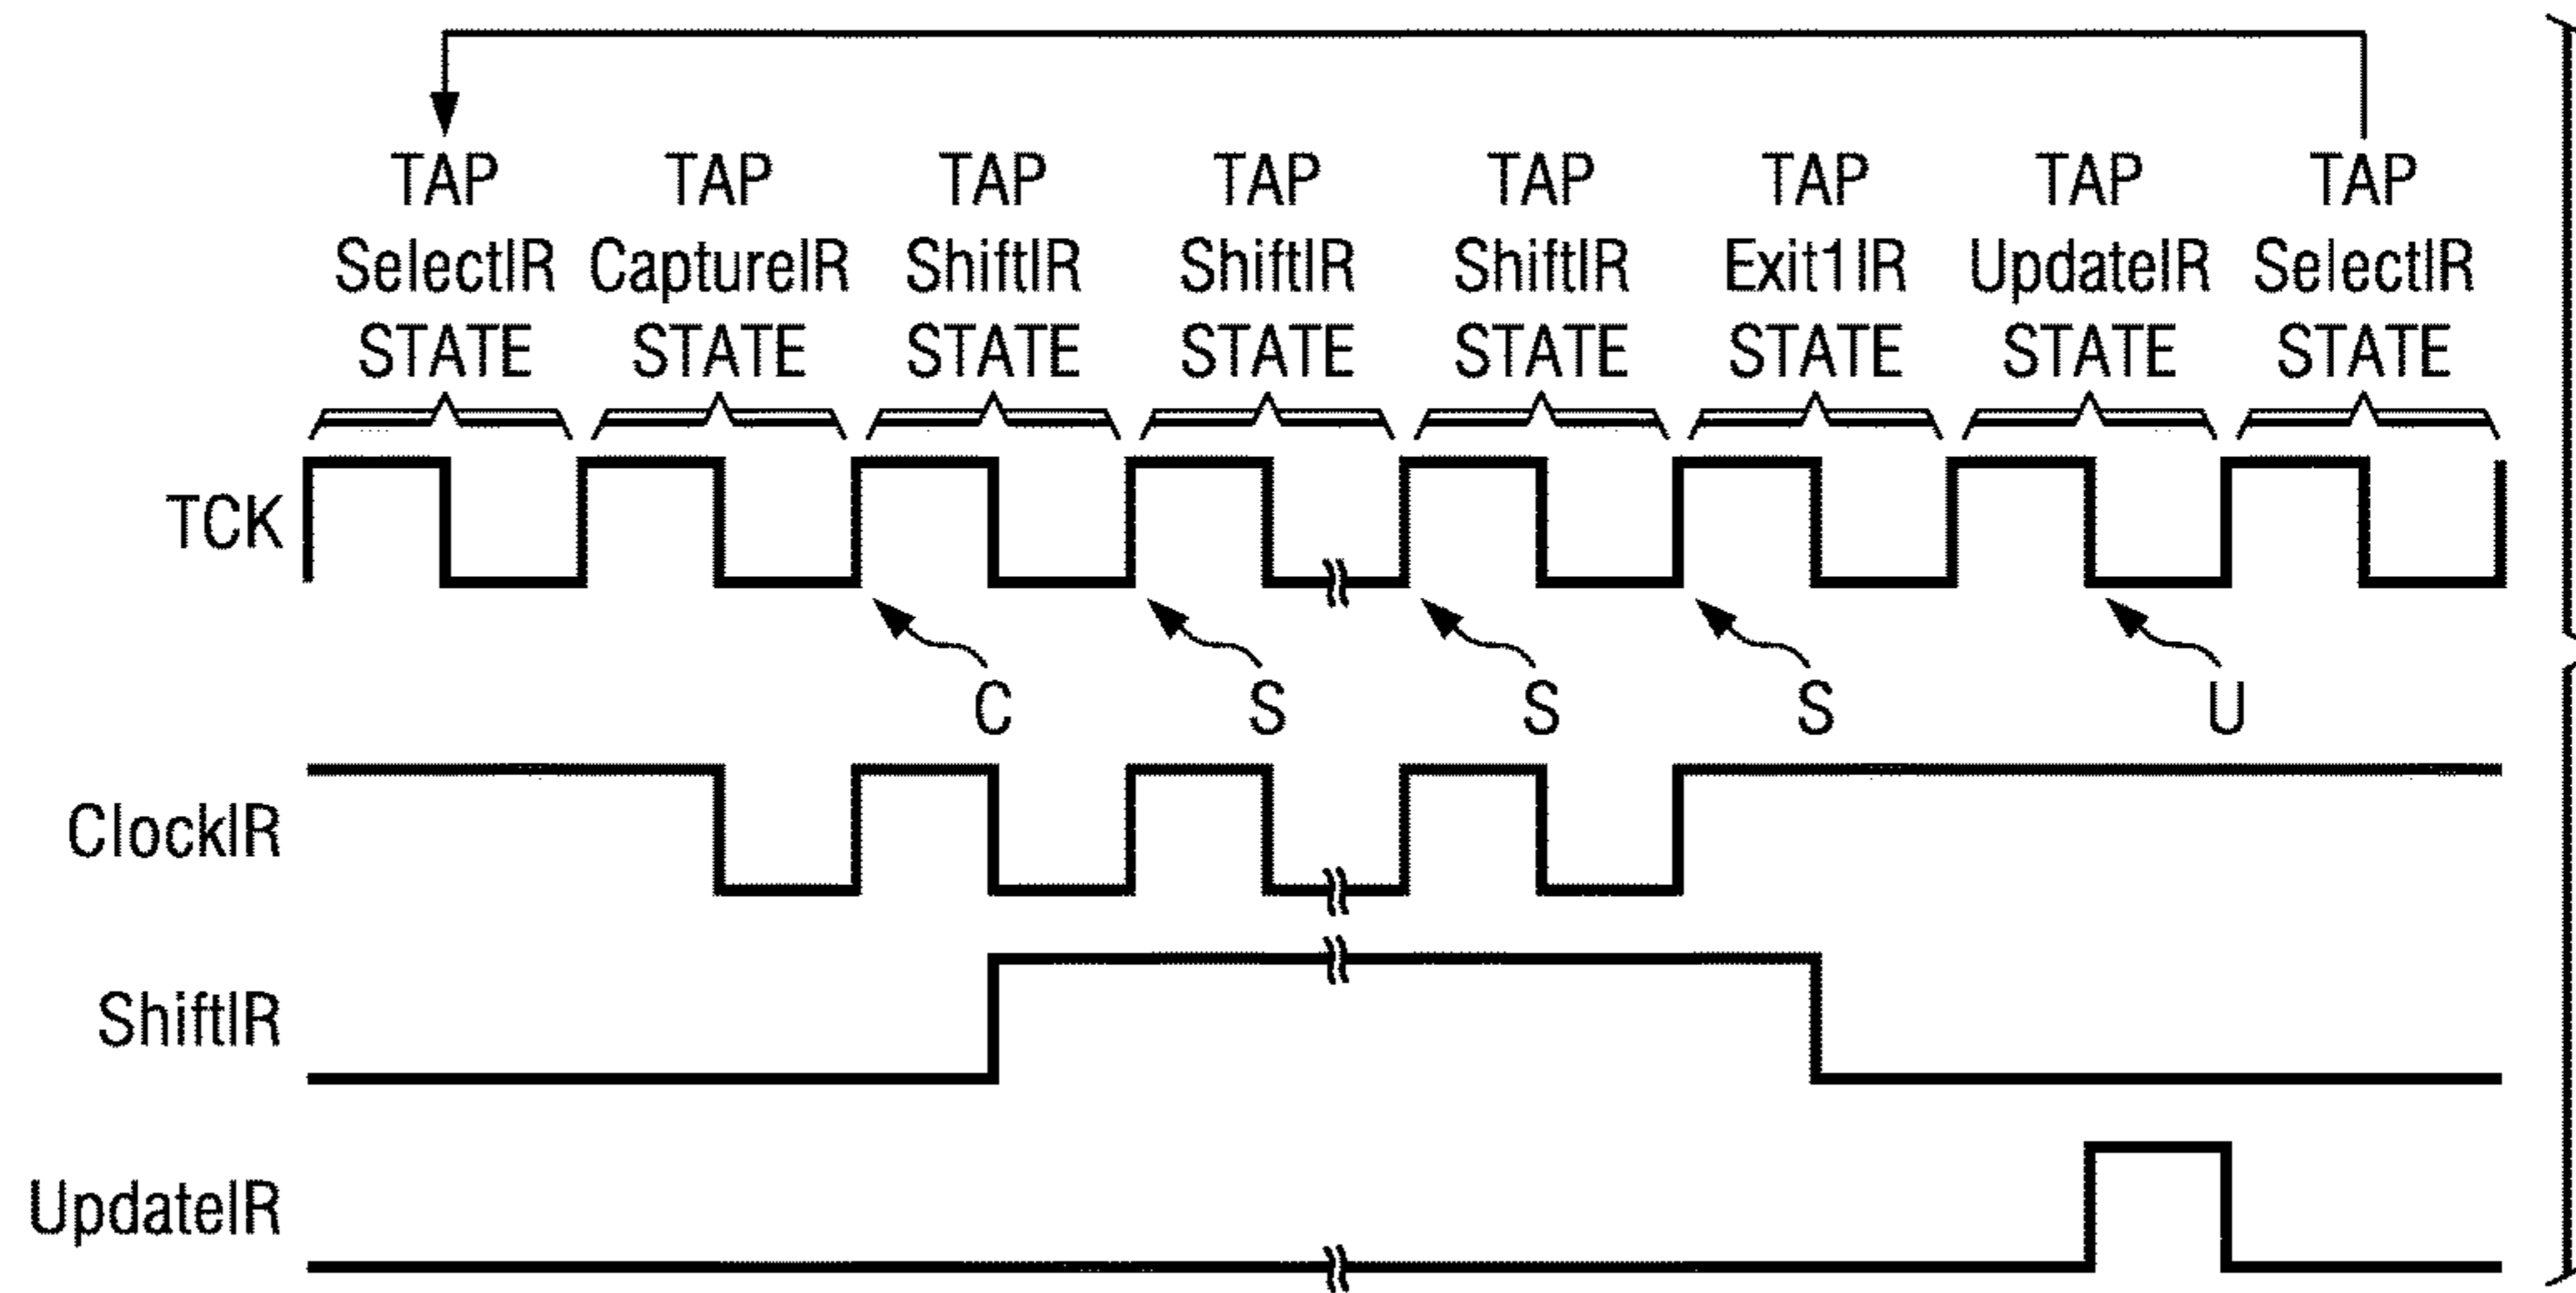 TAP TAP TAP TAP TAP TAP TAP TAP
SelectIR CaptureIR ShiftIR ShiftIR ShiftIR Exit1IR UpdateIR SelectIR
STATE STATE STATE STATE STATE STATE STATE STATE
TCK
C S S S U
ClockIR
ShiftIR
UpdateIR